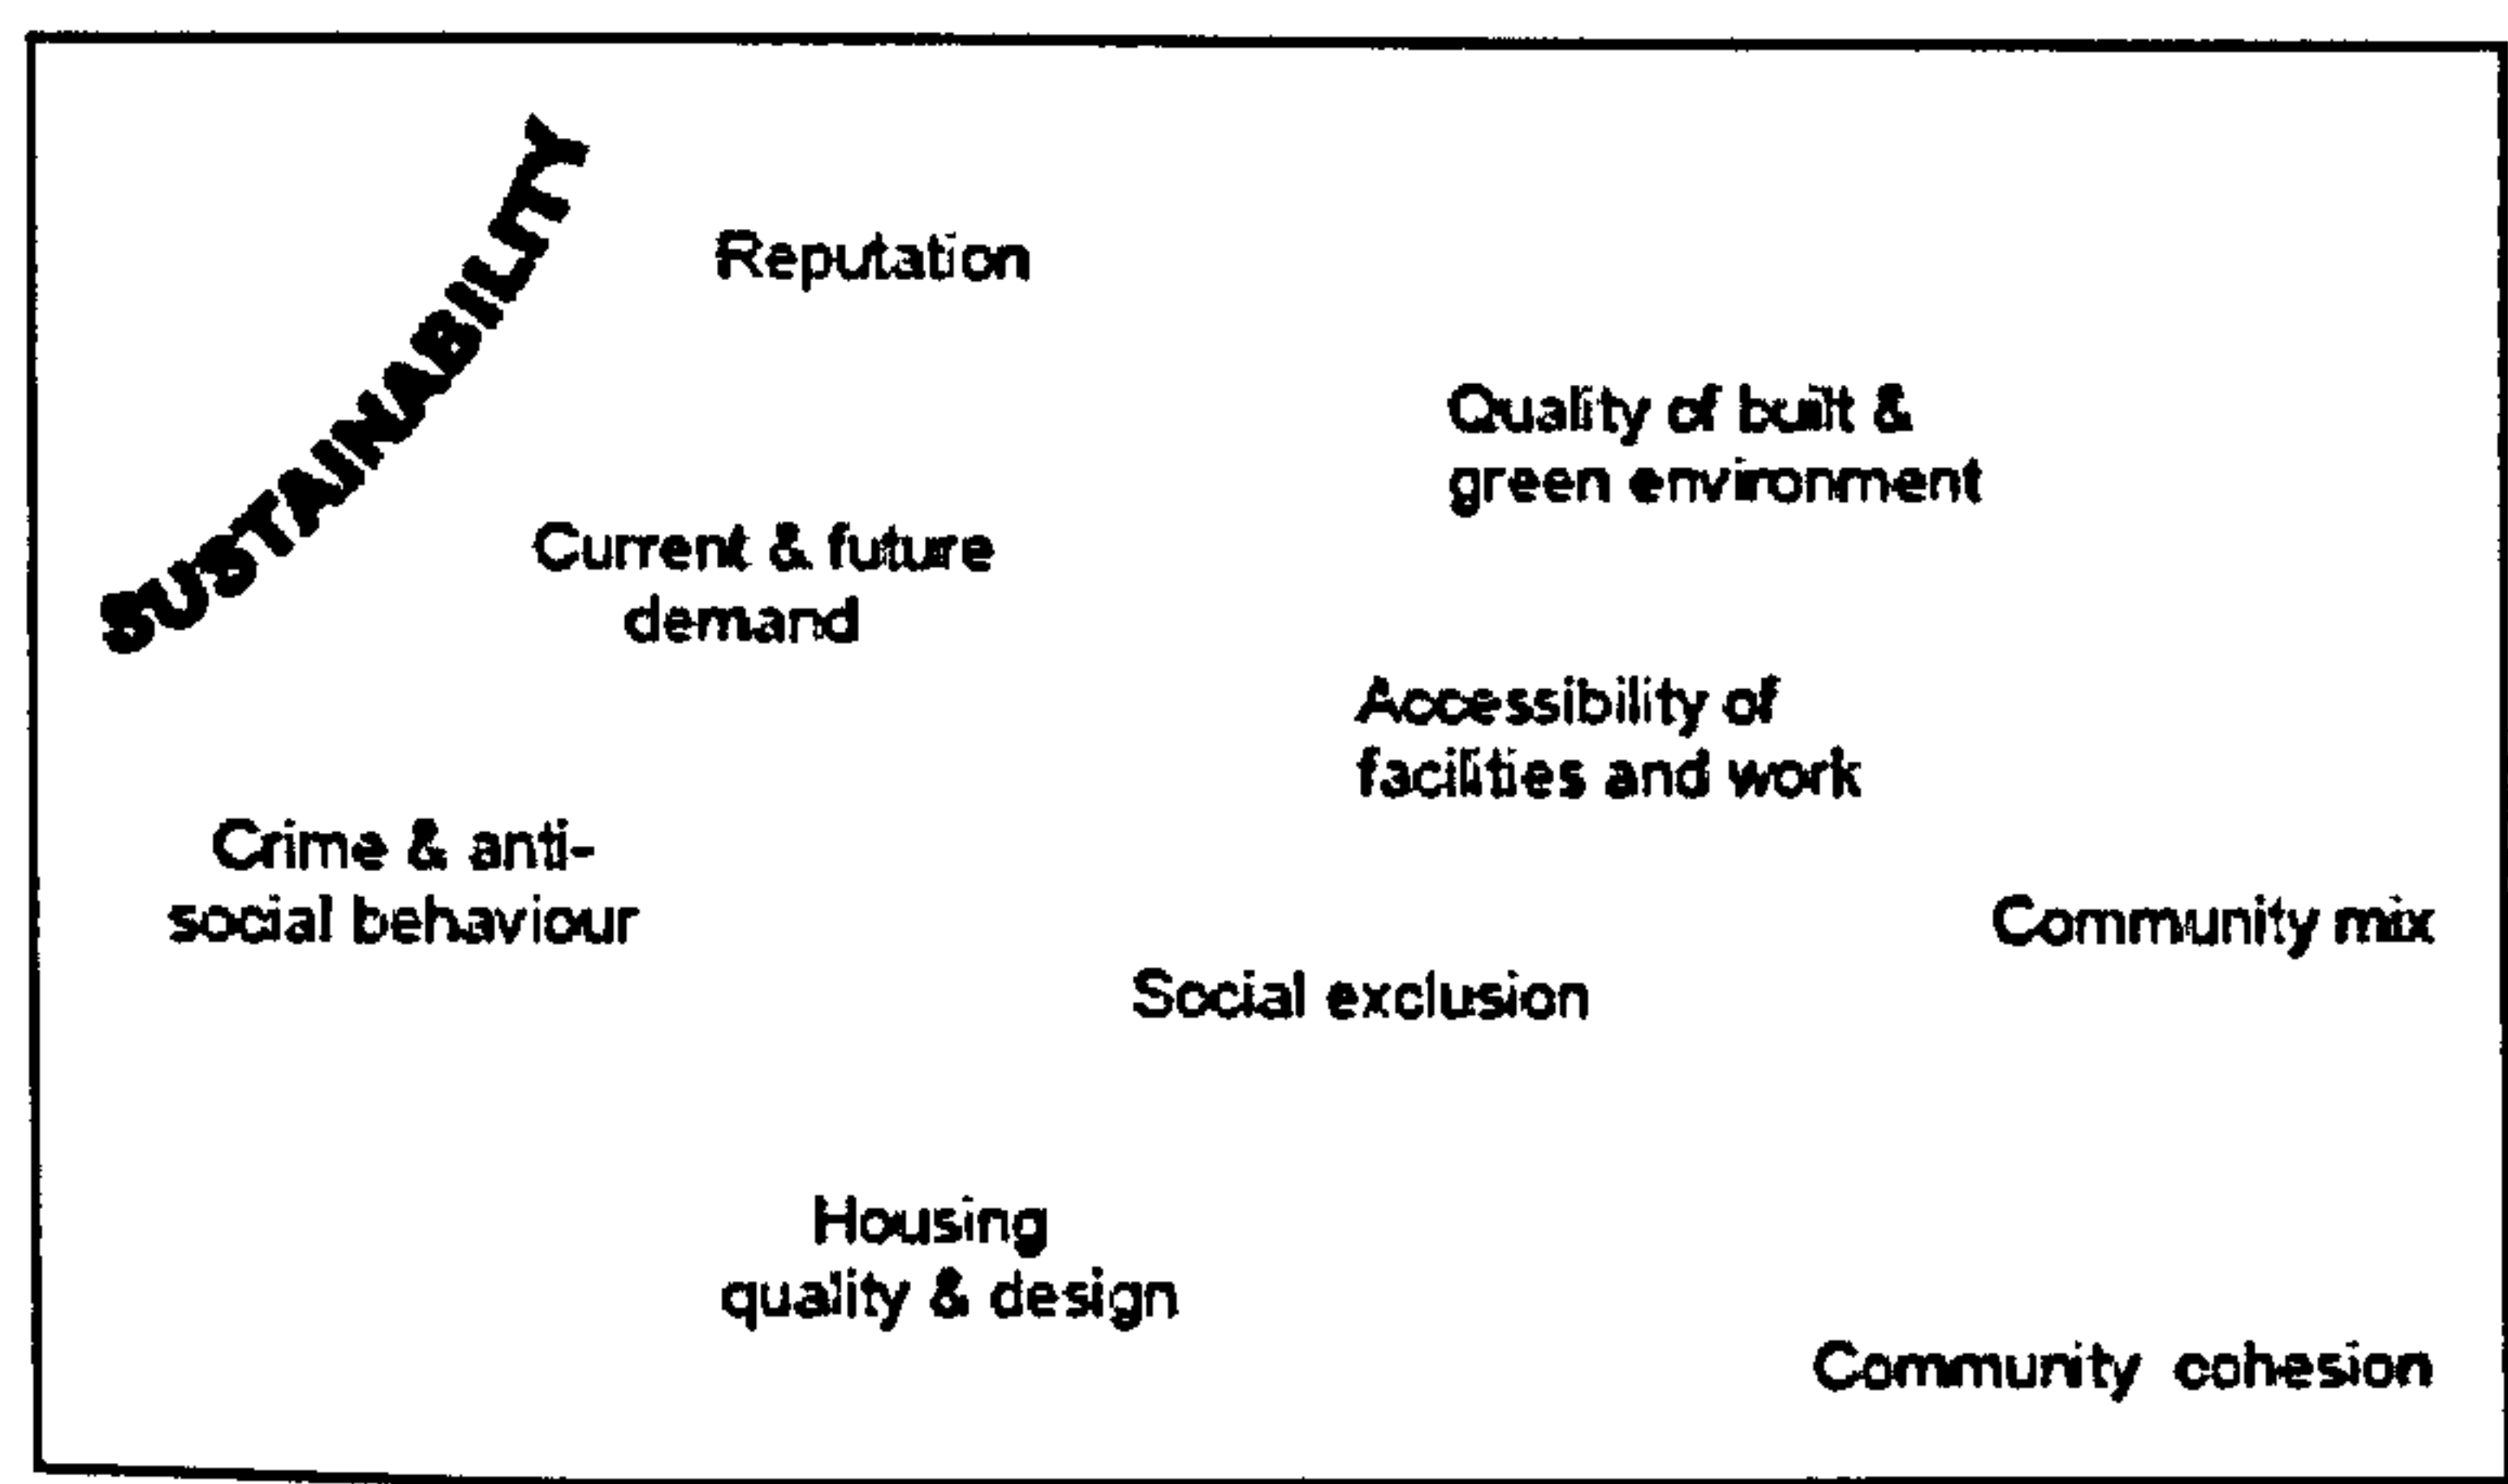 SUSTAINABILITY
Reputation
Quality of built &
green environment
Current & future
demand
Accessibility of
facilities and work
Crime & anti-
social behaviour
Community mix
Social exclusion
Housing
quality & design
Community cohesion